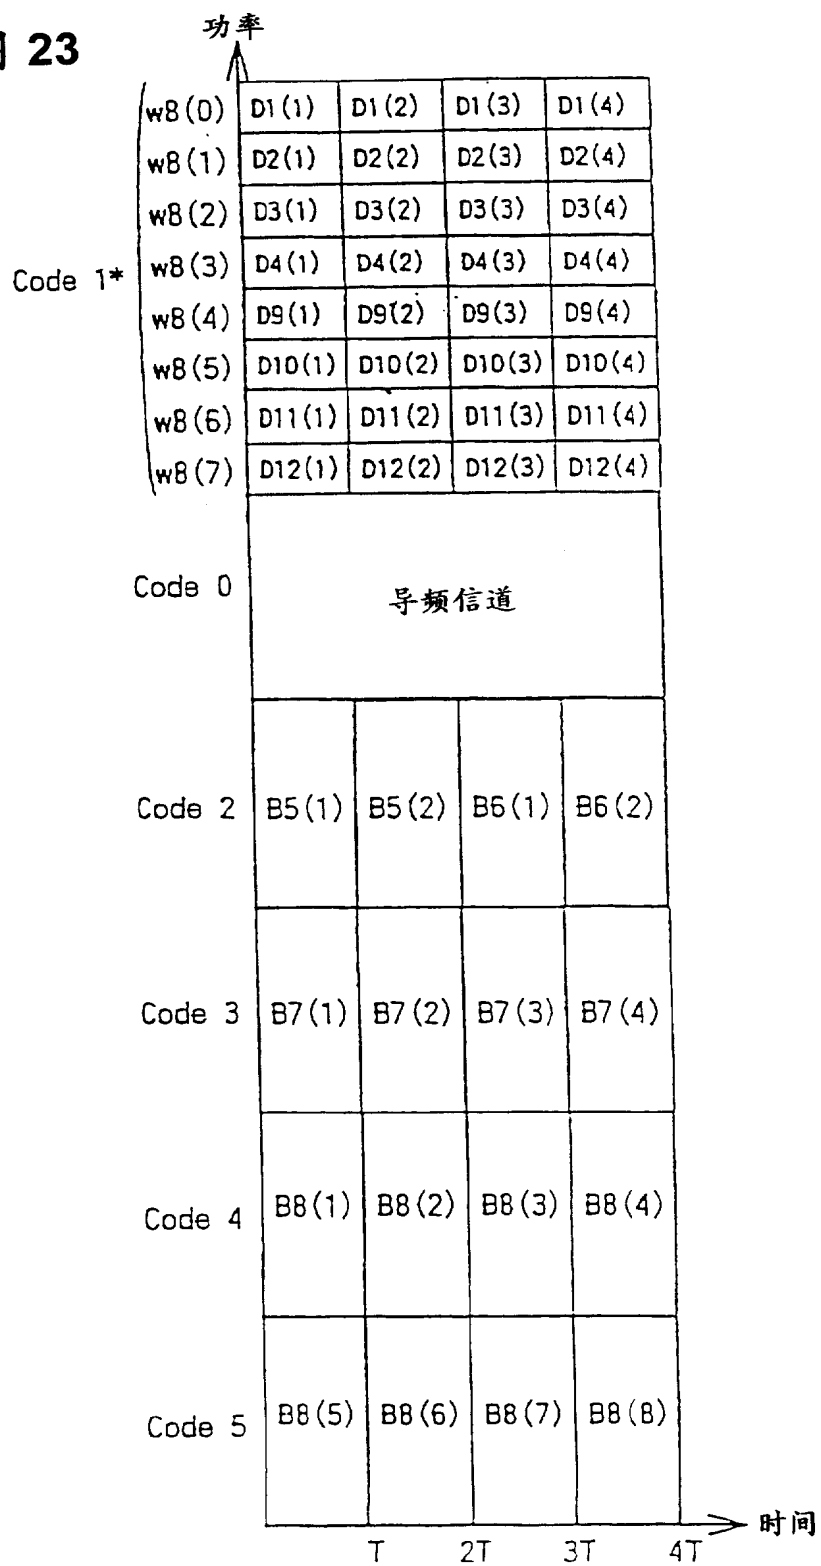 功率
23
w8(0) D1(1) D1(2) D1(3) D1(4)
w8(1) D2(1) D2(2) D2(3) D2(4)
w8(2) D3(1) D3(2) D3(3) D3(4)
Code 1* w8(3) D4(1) D4(2) D4(3) D4(4)
w8(4) D9(1) D9(2) D9(3) D9(4)
w8(5) D10(1) D10(2) D10(3) D10(4)
w8(6) D11(1) D11(2) D11(3) D11(4)
w8(7) D12(1) D12(2) D12(3) D12(4)
Code 0 导频信道
Code 2 B5(1) B5(2) B6(1) B6(2)
Code 3 B7(1) B7(2) B7(3) B7(4)
Code 4 B8(1) B8(2) B8(3) B8(4)
Code 5 B8(5) B8(6) B8(7) B8(8)
时间
T 2T 3T 4T